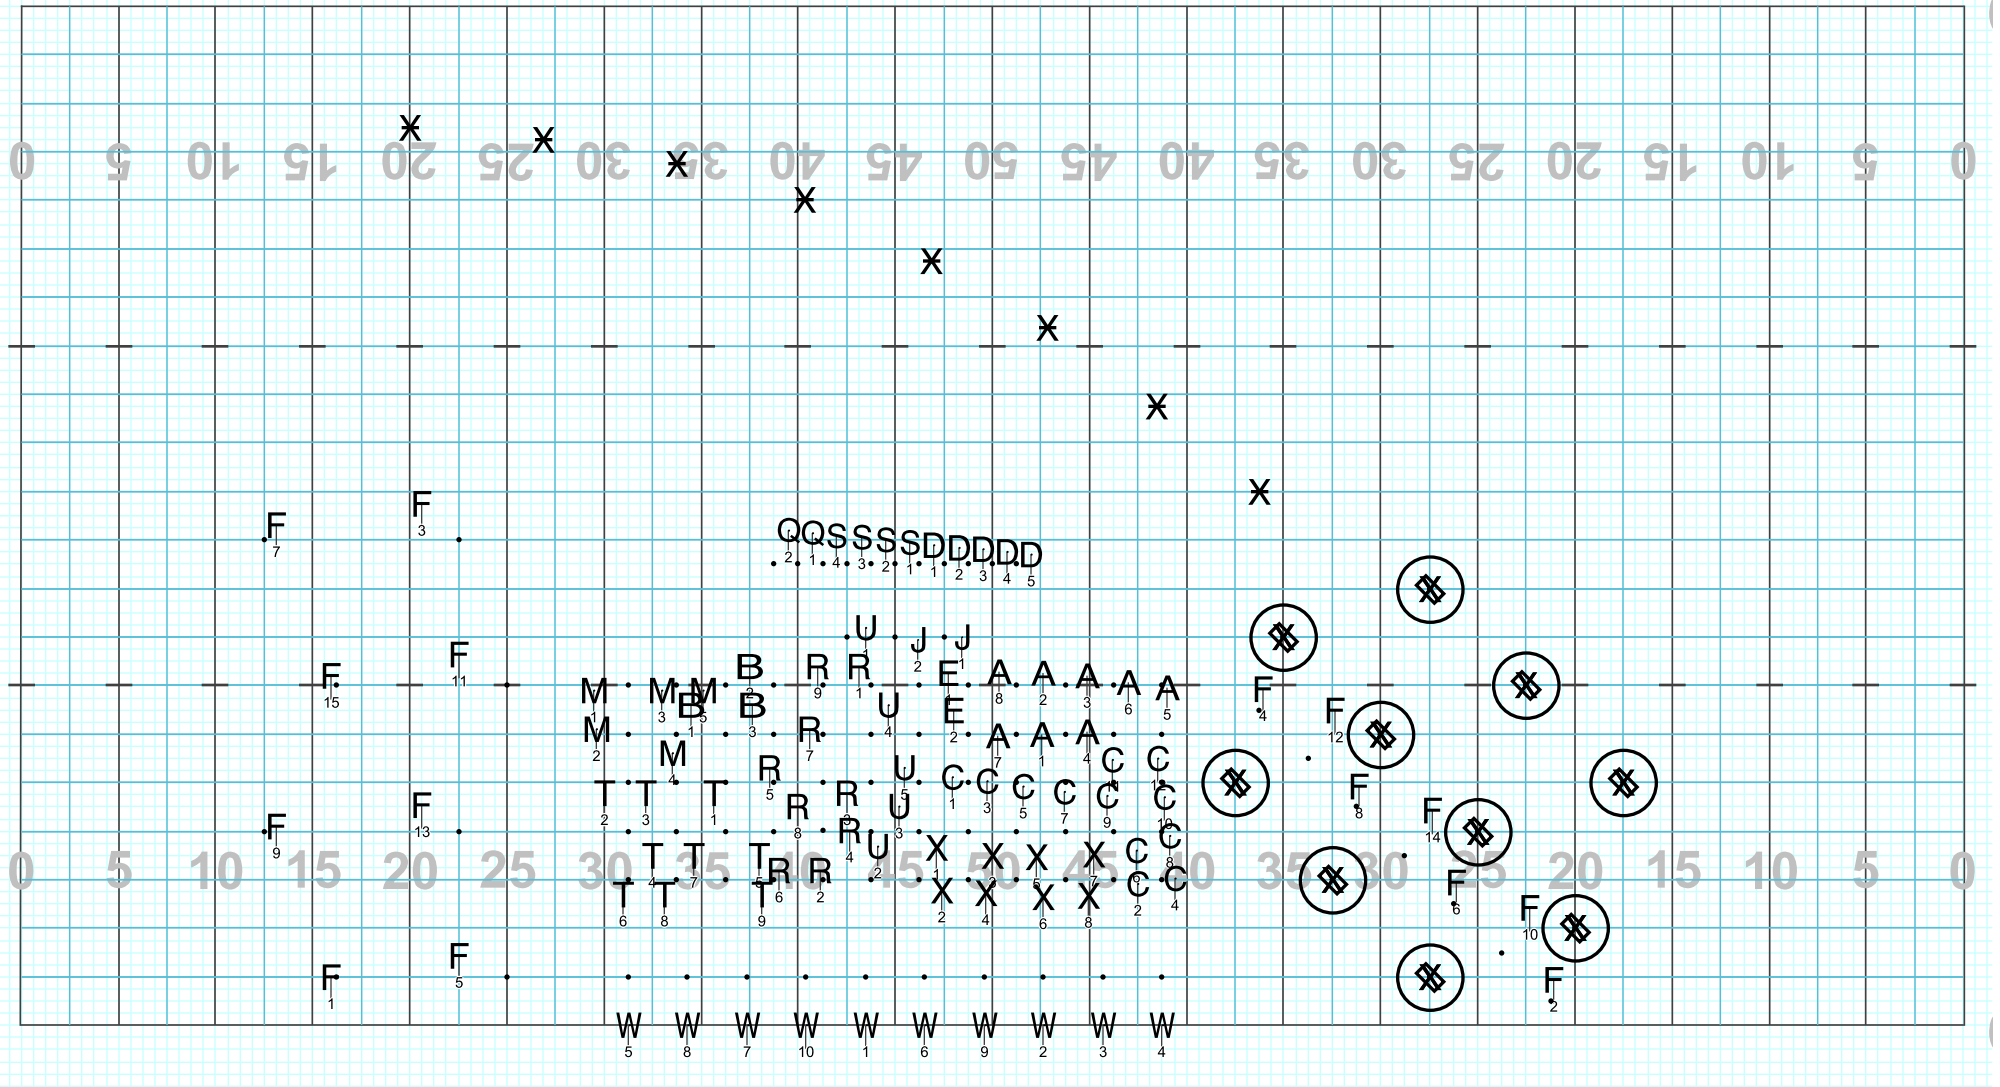 0 5 10 15 20 25 30 35 40 45 50 45 40 35 30 25 20 15 10 5 0
X X X X X X X X
F 3
F 7
Q 2 Q 1 S 4 S 3 S 2 S 1 D 1 D 2 D 3 D 4 D 5
U 1 J 2 J 1
F 11 B 2 R 9 R 1 E 1 A 8 A 2 A 3 A 6 A 5
F 15 M 1 M 3 M 5 F 4
B 1 B 3 U 4 E 2 F 12
M 2 R 7 A 7 A 1 A 4
M 4 R 5 U 5 C 1 C 3 C 5 C 7 C 9 C 11 C
T 2 T 3 T 1 R 8 R 3 U 3 C 10 F 8
F 13 F 14
F 9 R 4 C 8
T 4 T 7 T 5 U 2 X 1 X 3 X 5 X 7 C 6
0 5 10 15 20 25 30 35 40 45 50 45 40 35 30 25 20 15 10 5 0
R 6 R 2 C 2 C 4 F 6
T 6 T 8 T 9 X 2 X 4 X 6 X 8 F 10
F 5
F 1 F 2
W 5 W 8 W 7 W 10 W 1 W 6 W 9 W 2 W 3 W 4